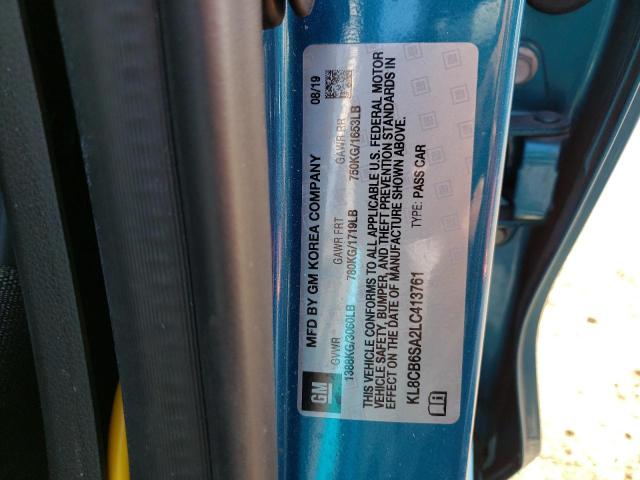 GM
MFD BY GM KOREA COMPANY 08/19
GVWR GAWR FRT GAWR RR
1388KG/3060LB 780KG/1719LB 750KG/1653LB
THIS VEHICLE CONFORMS TO ALL APPLICABLE U.S. FEDERAL MOTOR
VEHICLE SAFETY, BUMPER, AND THEFT PREVENTION STANDARDS IN
EFFECT ON THE DATE OF MANUFACTURE SHOWN ABOVE.
TYPE: PASS CAR
KL8CB6SA2LC413761